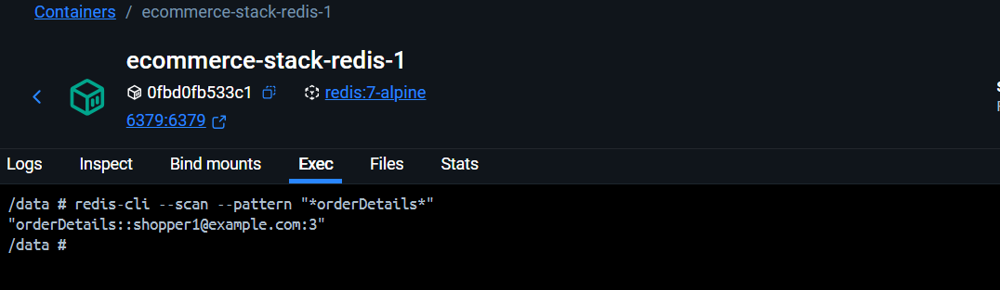 Containers / ecommerce-stack-redis-1
ecommerce-stack-redis-1
0fbd0fb533c1 redis:7-alpine
6379:6379
Logs Inspect Bind mounts Exec Files Stats
/data # redis-cli --scan --pattern "*orderDetails*"
"orderDetails::shopper1@example.com:3"
/data #